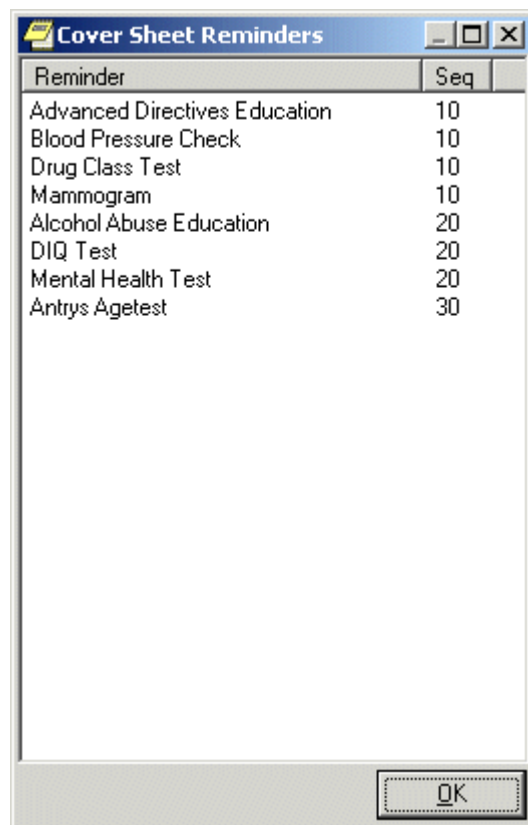 Cover Sheet Reminders
Reminder Seq
Advanced Directives Education 10
Blood Pressure Check 10
Drug Class Test 10
Mammogram 10
Alcohol Abuse Education 20
DIQ Test 20
Mental Health Test 20
Antrys Agetest 30
OK